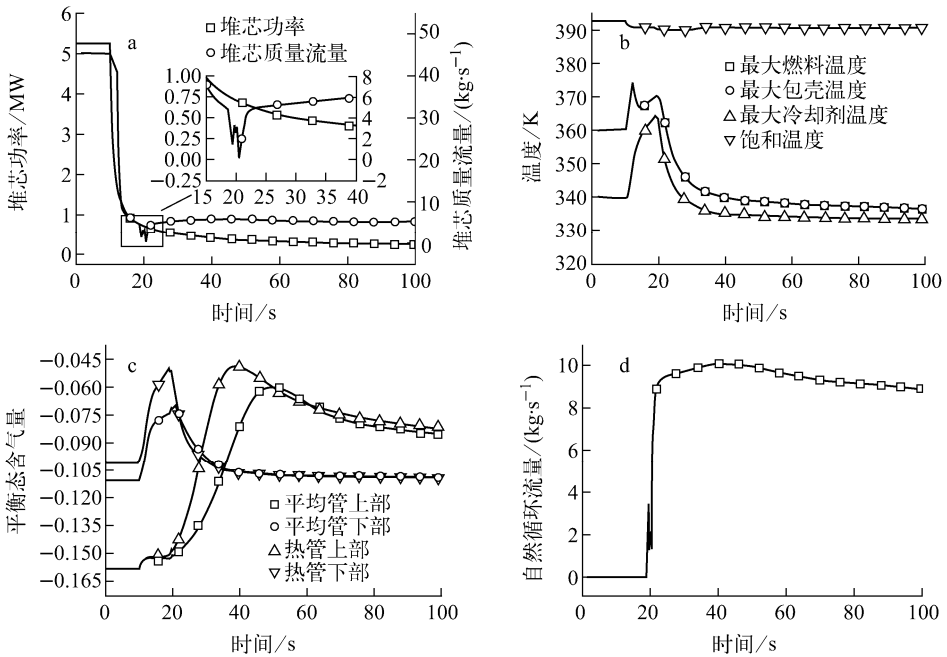 a
堆芯功率
堆芯质量流量
堆芯功率/MW
6
5
4
3
2
1
0
50
40
30
20
10
0
堆芯质量流量/(kg·s⁻¹)
1.00
0.75
0.50
0.25
0.00
−0.25
8
6
4
2
0
−2
15 20 27 33 39
0 20 40 60 80 100
时间/s
b
最大燃料温度
最大包壳温度
最大冷却剂温度
饱和温度
温度/K
390
380
370
360
350
340
330
320
0 20 40 60 80 100
时间/s
c
平衡态含气量
−0.045
−0.060
−0.075
−0.090
−0.105
−0.120
−0.135
−0.150
−0.165
平均管上部
平均管下部
热管上部
热管下部
0 20 40 60 80 100
时间/s
d
自然循环流量/(kg·s⁻¹)
10
8
6
4
2
0
0 20 40 60 80 100
时间/s